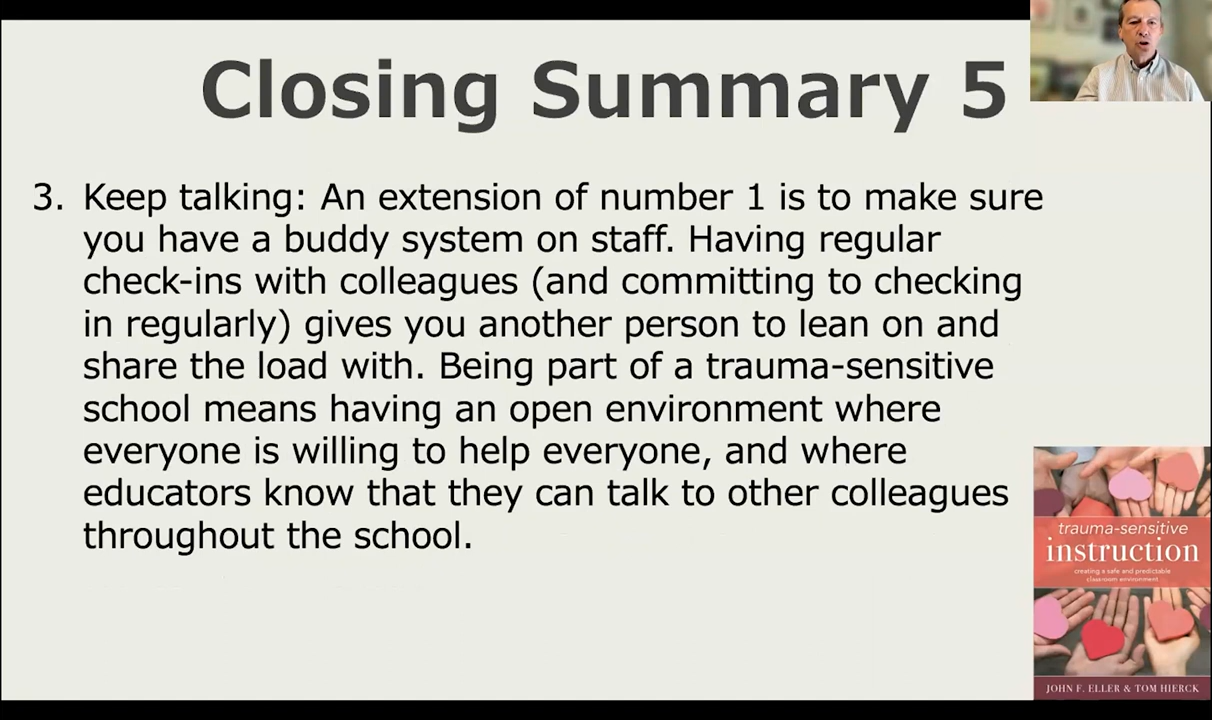 Closing Summary 5
3. Keep talking: An extension of number 1 is to make sure
you have a buddy system on staff. Having regular
check-ins with colleagues (and committing to checking
in regularly) gives you another person to lean on and
share the load with. Being part of a trauma-sensitive
school means having an open environment where
everyone is willing to help everyone, and where
educators know that they can talk to other colleagues
throughout the school.
trauma-sensitive
instruction
creating a safe and predictable
classroom environment
JOHN F. ELLER & TOM HIERCK